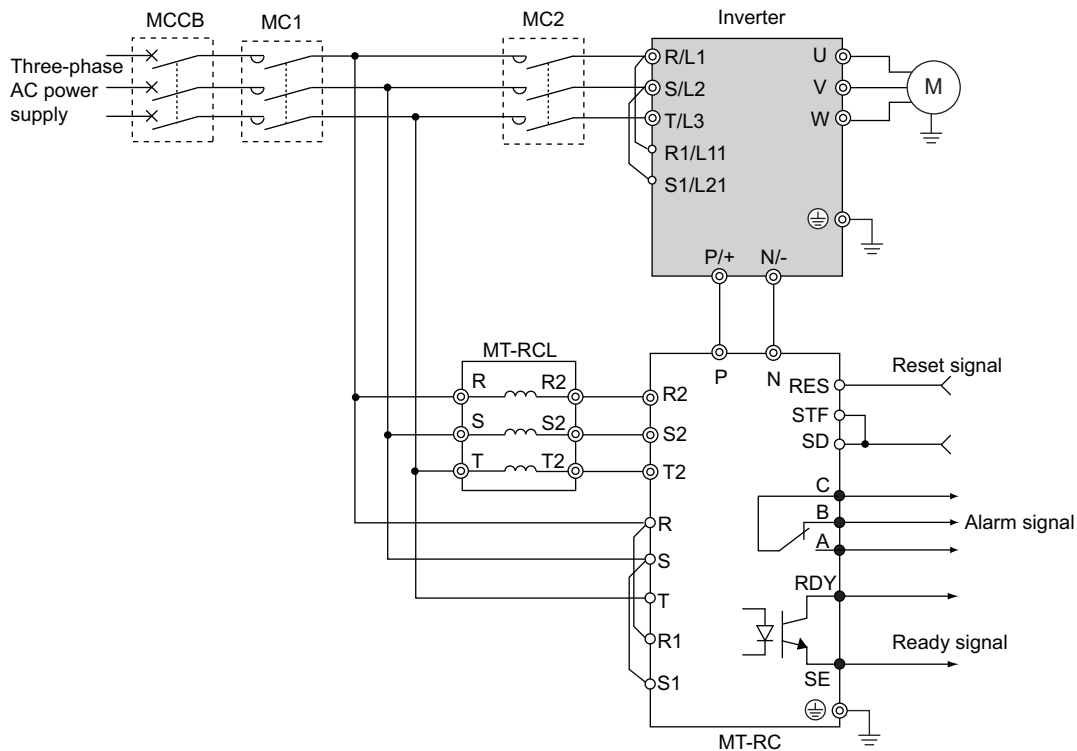 MCCB
MC1
MC2
Inverter
Three-phase
AC power
supply
R/L1
S/L2
T/L3
R1/L11
S1/L21
U
V
W
M
P/+
N/-
MT-RCL
R
R2
S
S2
T
T2
R2
S2
T2
R
S
T
R1
S1
P
N
RES
STF
SD
C
B
A
RDY
SE
Reset signal
Alarm signal
Ready signal
MT-RC